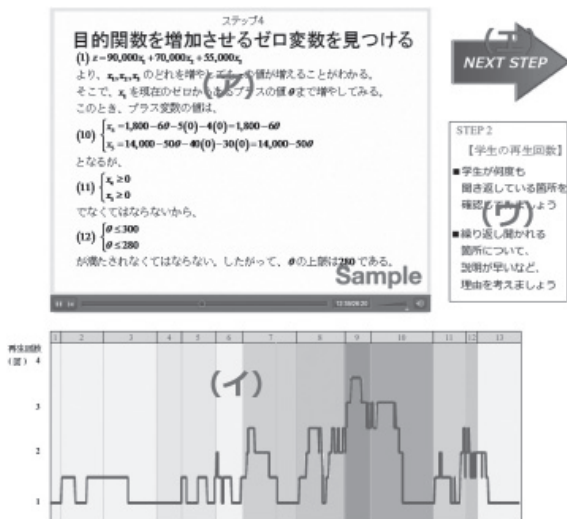 ステップ4
目的関数を増加させるゼロ変数を見つける
(1) z=90,000x₁+70,000x₂+55,000x₃
より、x₁,x₂,x₃のどれを増やしてもzの値が増えることがわかる。
そこで、x₁を現在のゼロからあるプラスの値θまで増やしてみる。
このとき、プラス変数の値は、
(10) { x₄=1,800−6θ−5(0)−4(0)=1,800−6θ
x₅=14,000−50θ−40(0)−30(0)=14,000−50θ
となるが、
(11) { x₄≥0
x₅≥0
でなくてはならないから、
(12) { θ≤300
θ≤280
が満たされなくてはならない。したがって、θの上限は280である。
Sample
(ア)
(エ)
NEXT STEP
STEP 2
【学生の再生回数】
■学生が何度も
聞き返している箇所を
確認してみましょう
(ウ)
■繰り返し聞かれる
箇所について、
説明が早いなど、
理由を考えましょう
再生回数
(回)
4
3
2
1
1 2 3 4 5 6 7 8 9 10 11 12 13
(イ)